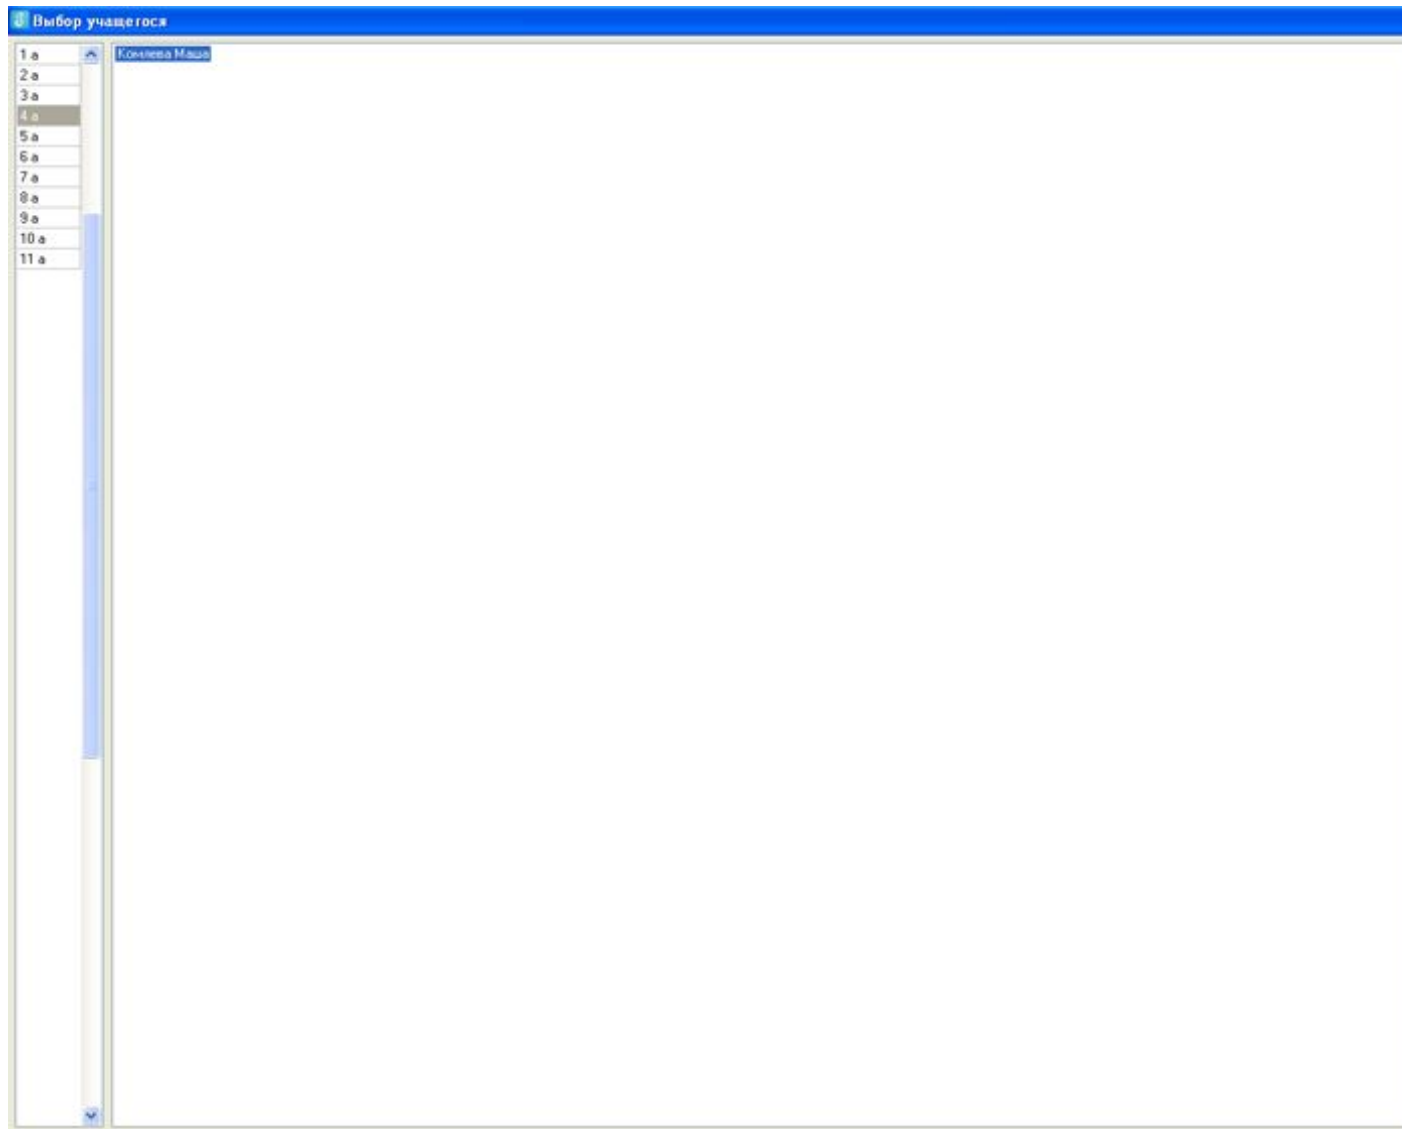 Выбор учащегося
1 а
2 а
3 а
4 а
5 а
6 а
7 а
8 а
9 а
10 а
11 а
Комлева Маша